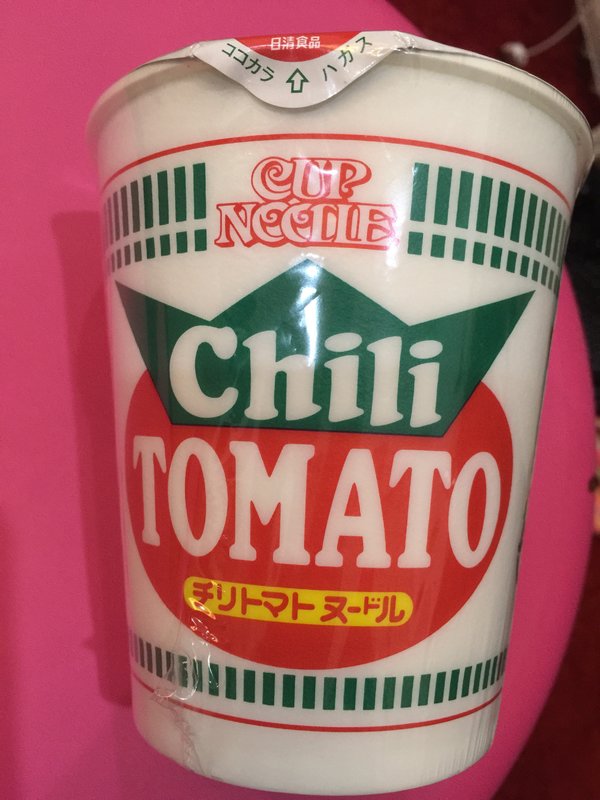 日清食品
ココカラ ⇧ ハガス
CUP
NOODLE
Chili
TOMATO
チリトマト ヌードル